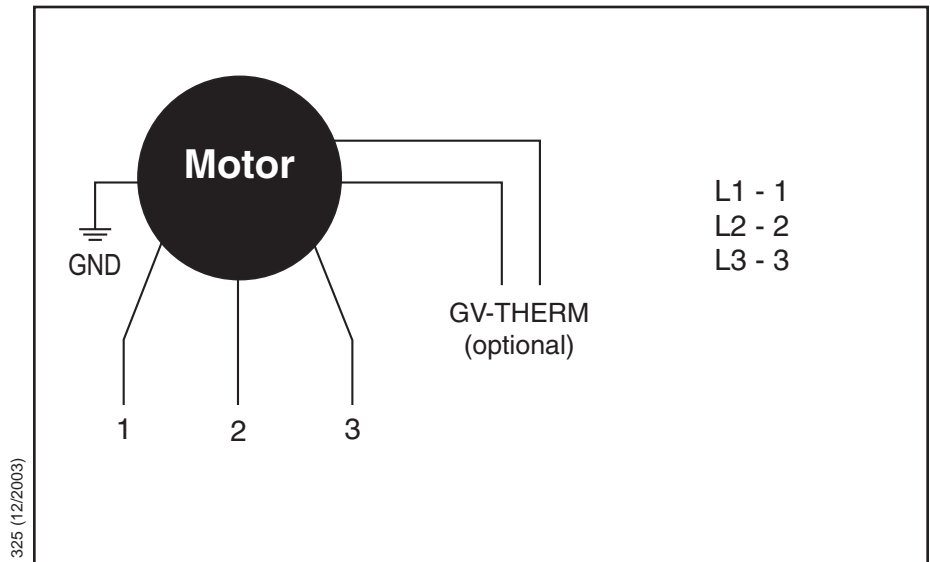 Motor
GND
L1 - 1
L2 - 2
L3 - 3
GV-THERM
(optional)
1
2
3
325 (12/2003)